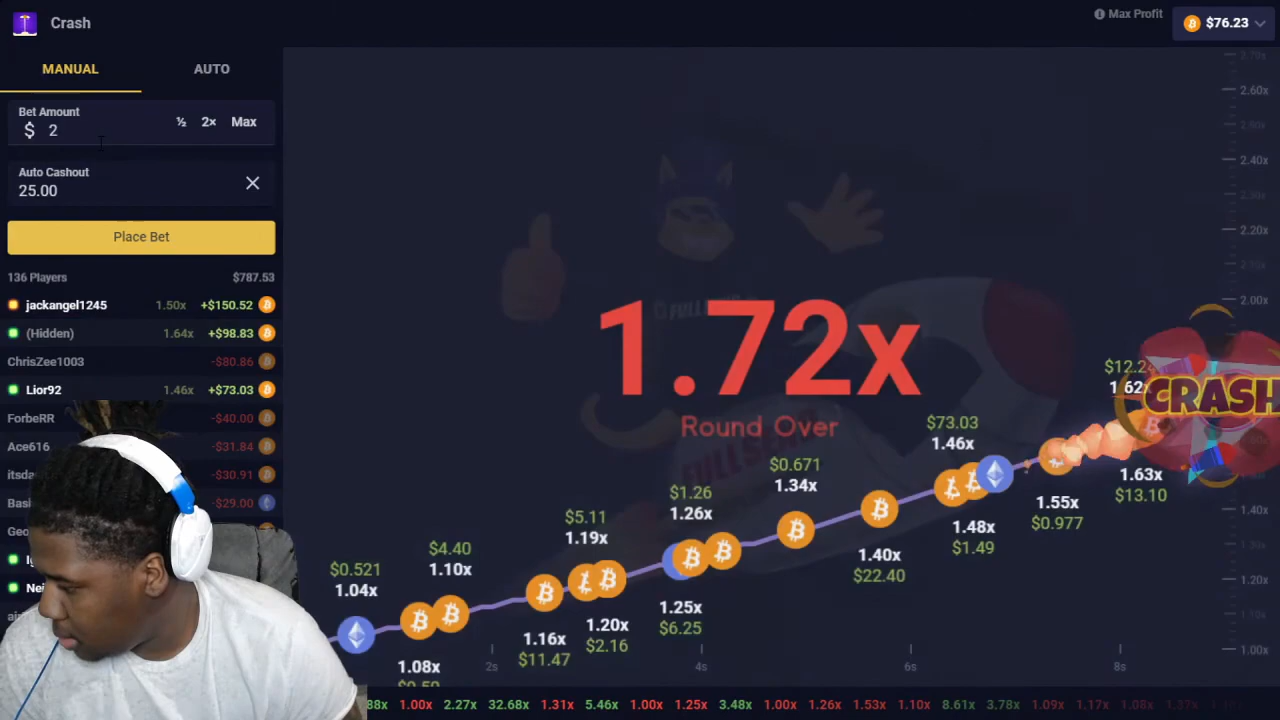 Crash
Max Profit
$76.23
MANUAL
AUTO
Bet Amount
$ 2
½ 2× Max
Auto Cashout
25.00
Place Bet
136 Players $787.53
jackangel1245 1.50x +$150.52
(Hidden) 1.64x +$98.83
ChrisZee1003 -$80.86
Lior92 1.46x +$73.03
ForbeRR -$40.00
Ace616 -$31.84
itsda -$30.91
Basi -$29.00
Geo
Nei
1.72x
Round Over
CRASH
$0.521
1.04x
1.08x
$4.40
1.10x
1.16x
$11.47
$5.11
1.19x
1.20x
$2.16
1.25x
$6.25
$1.26
1.26x
$0.671
1.34x
1.40x
$22.40
$73.03
1.46x
1.48x
$1.49
1.55x
$0.977
1.62x
1.63x
$13.10
2.60x
2.40x
2.20x
2.00x
1.40x
1.20x
1.00x
2s 4s 6s 8s
88x 1.00x 2.27x 32.68x 1.31x 5.46x 1.00x 1.25x 3.48x 1.00x 1.26x 1.53x 1.10x 8.61x 3.78x 1.09x 1.17x 1.08x 1.37x